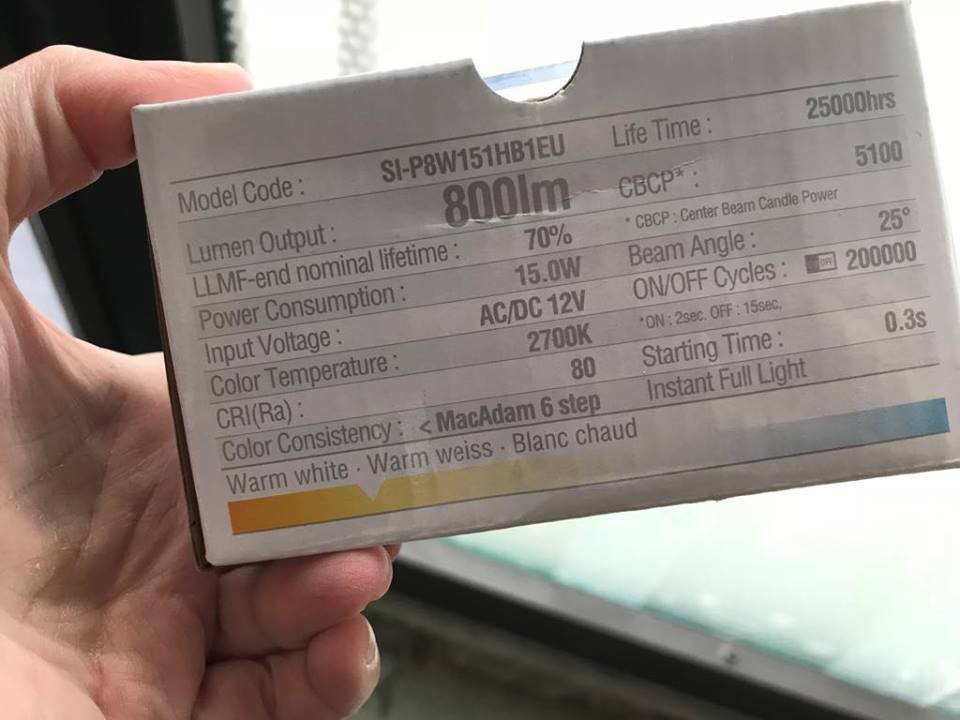 Model Code : SI-P8W151HB1EU
Lumen Output : 800lm
LLMF-end nominal lifetime : 70%
Power Consumption : 15.0W
Input Voltage : AC/DC 12V
Color Temperature : 2700K
CRI(Ra) : 80
Color Consistency : < MacAdam 6 step
Warm white · Warm weiss · Blanc chaud
Life Time : 25000hrs
CBCP* : 5100
* CBCP : Center Beam Candle Power
Beam Angle : 25°
ON/OFF Cycles : OFF 200000
*ON : 2sec. OFF : 15sec.
Starting Time : 0.3s
Instant Full Light